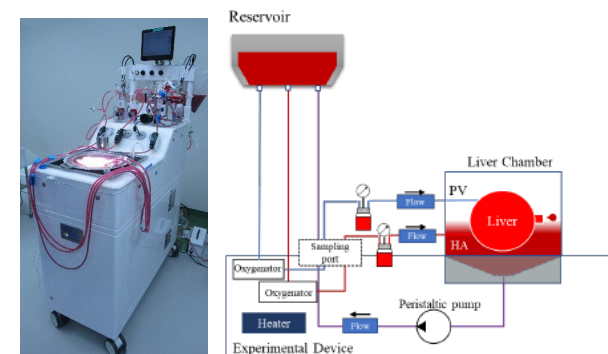 Reservoir
Liver Chamber
PV
Flow
Liver
Flow
HA
Sampling
port
Oxygenator
Oxygenator
Peristaltic pump
Heater
Flow
Experimental Device